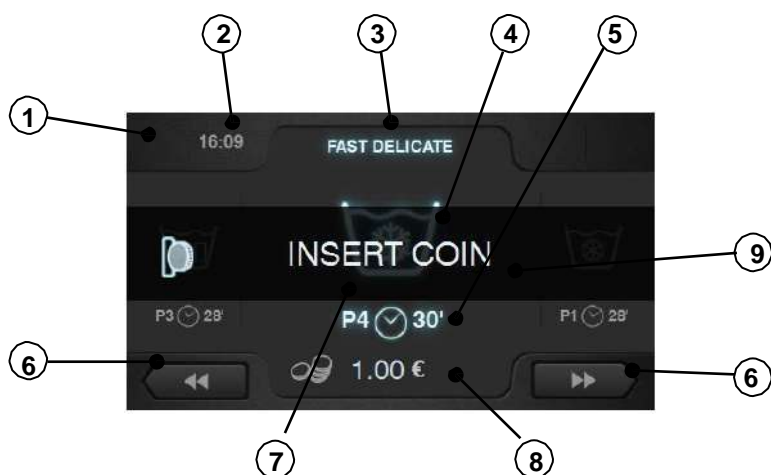 2
3
4
5
1
16:09
FAST DELICATE
INSERT COIN
9
P3 28'
P4 30'
P1 28'
6
1.00 €
6
7
8